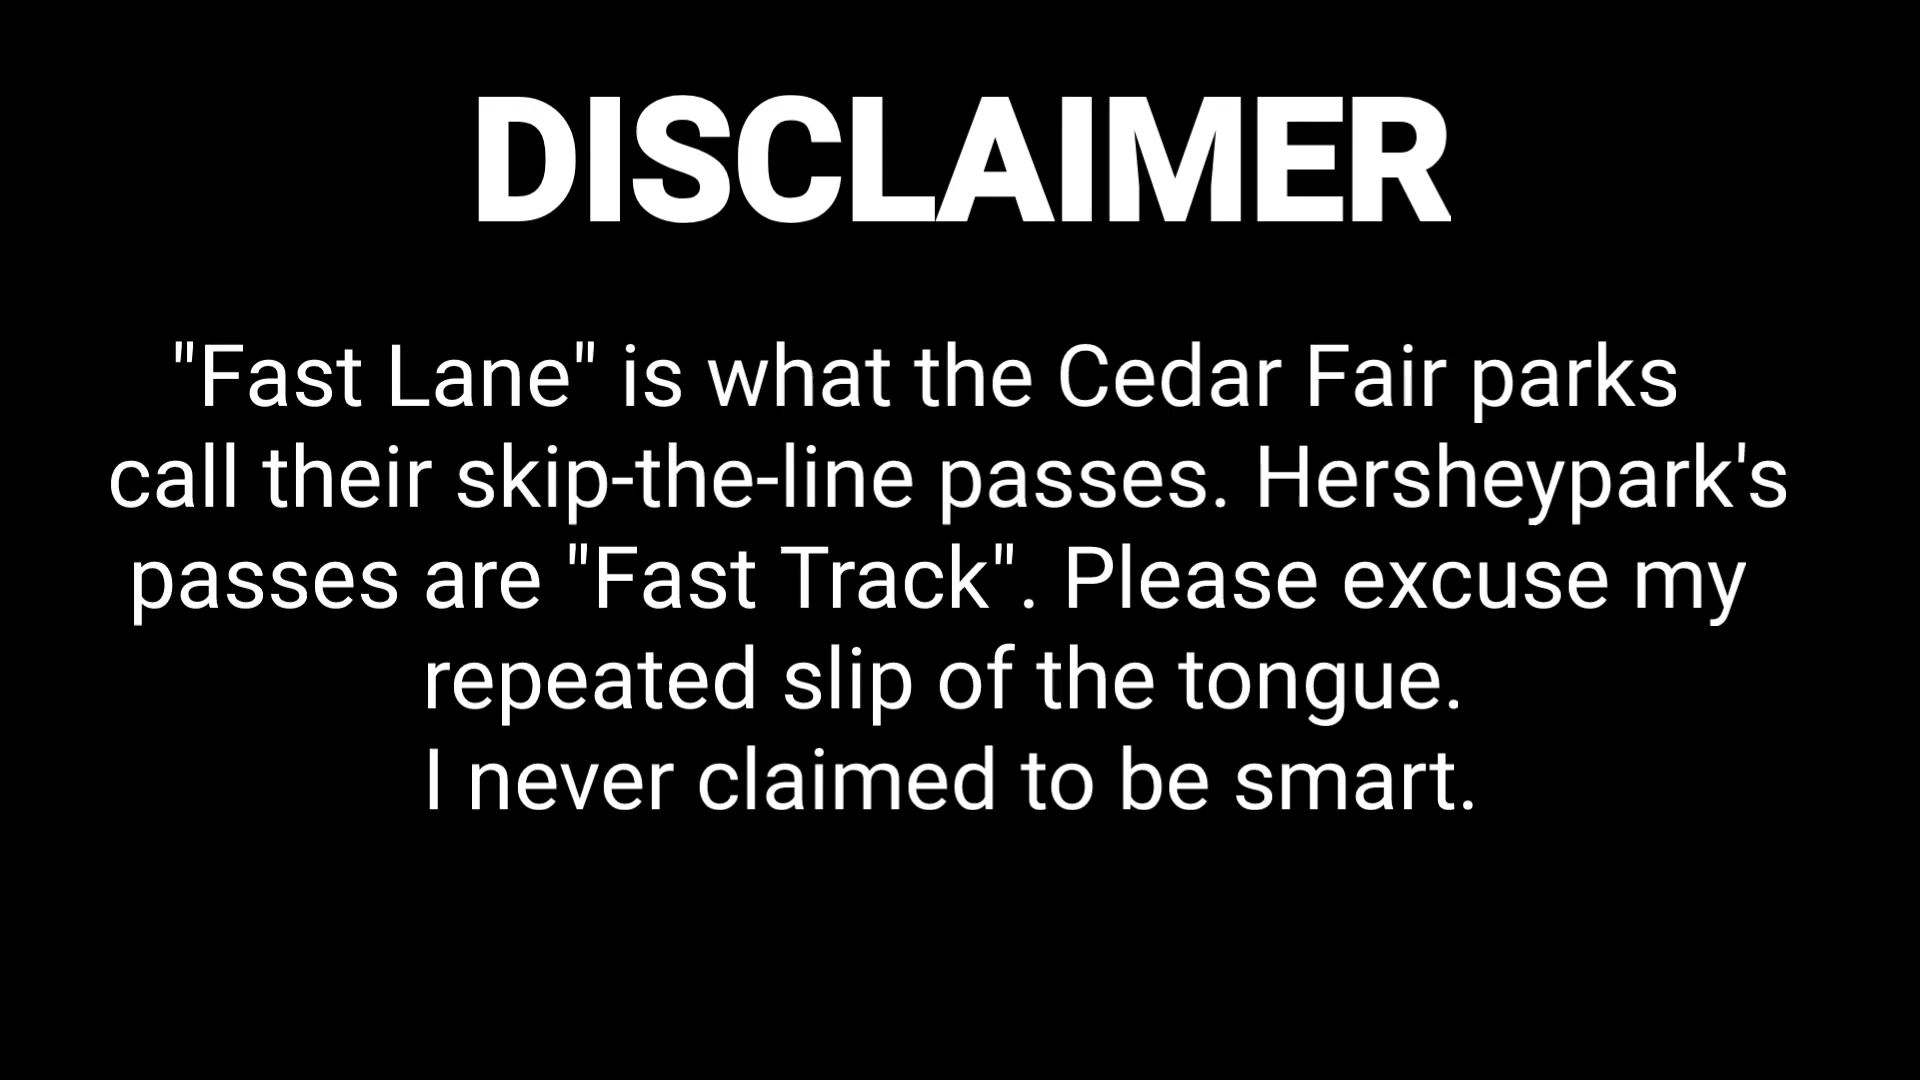 DISCLAIMER
"Fast Lane" is what the Cedar Fair parks
call their skip-the-line passes. Hersheypark's
passes are "Fast Track". Please excuse my
repeated slip of the tongue.
I never claimed to be smart.